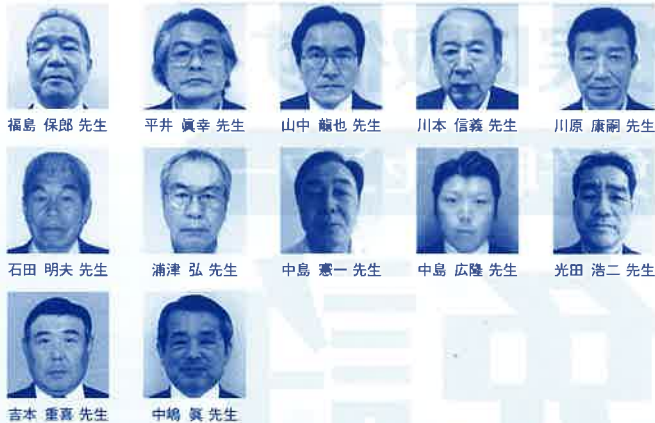 福島 保郎 先生
平井 眞幸 先生
山中 龍也 先生
川本 信義 先生
川原 康嗣 先生
石田 明夫 先生
浦津 弘 先生
中島 憲一 先生
中島 広隆 先生
光田 浩二 先生
吉本 重喜 先生
中嶋 眞 先生